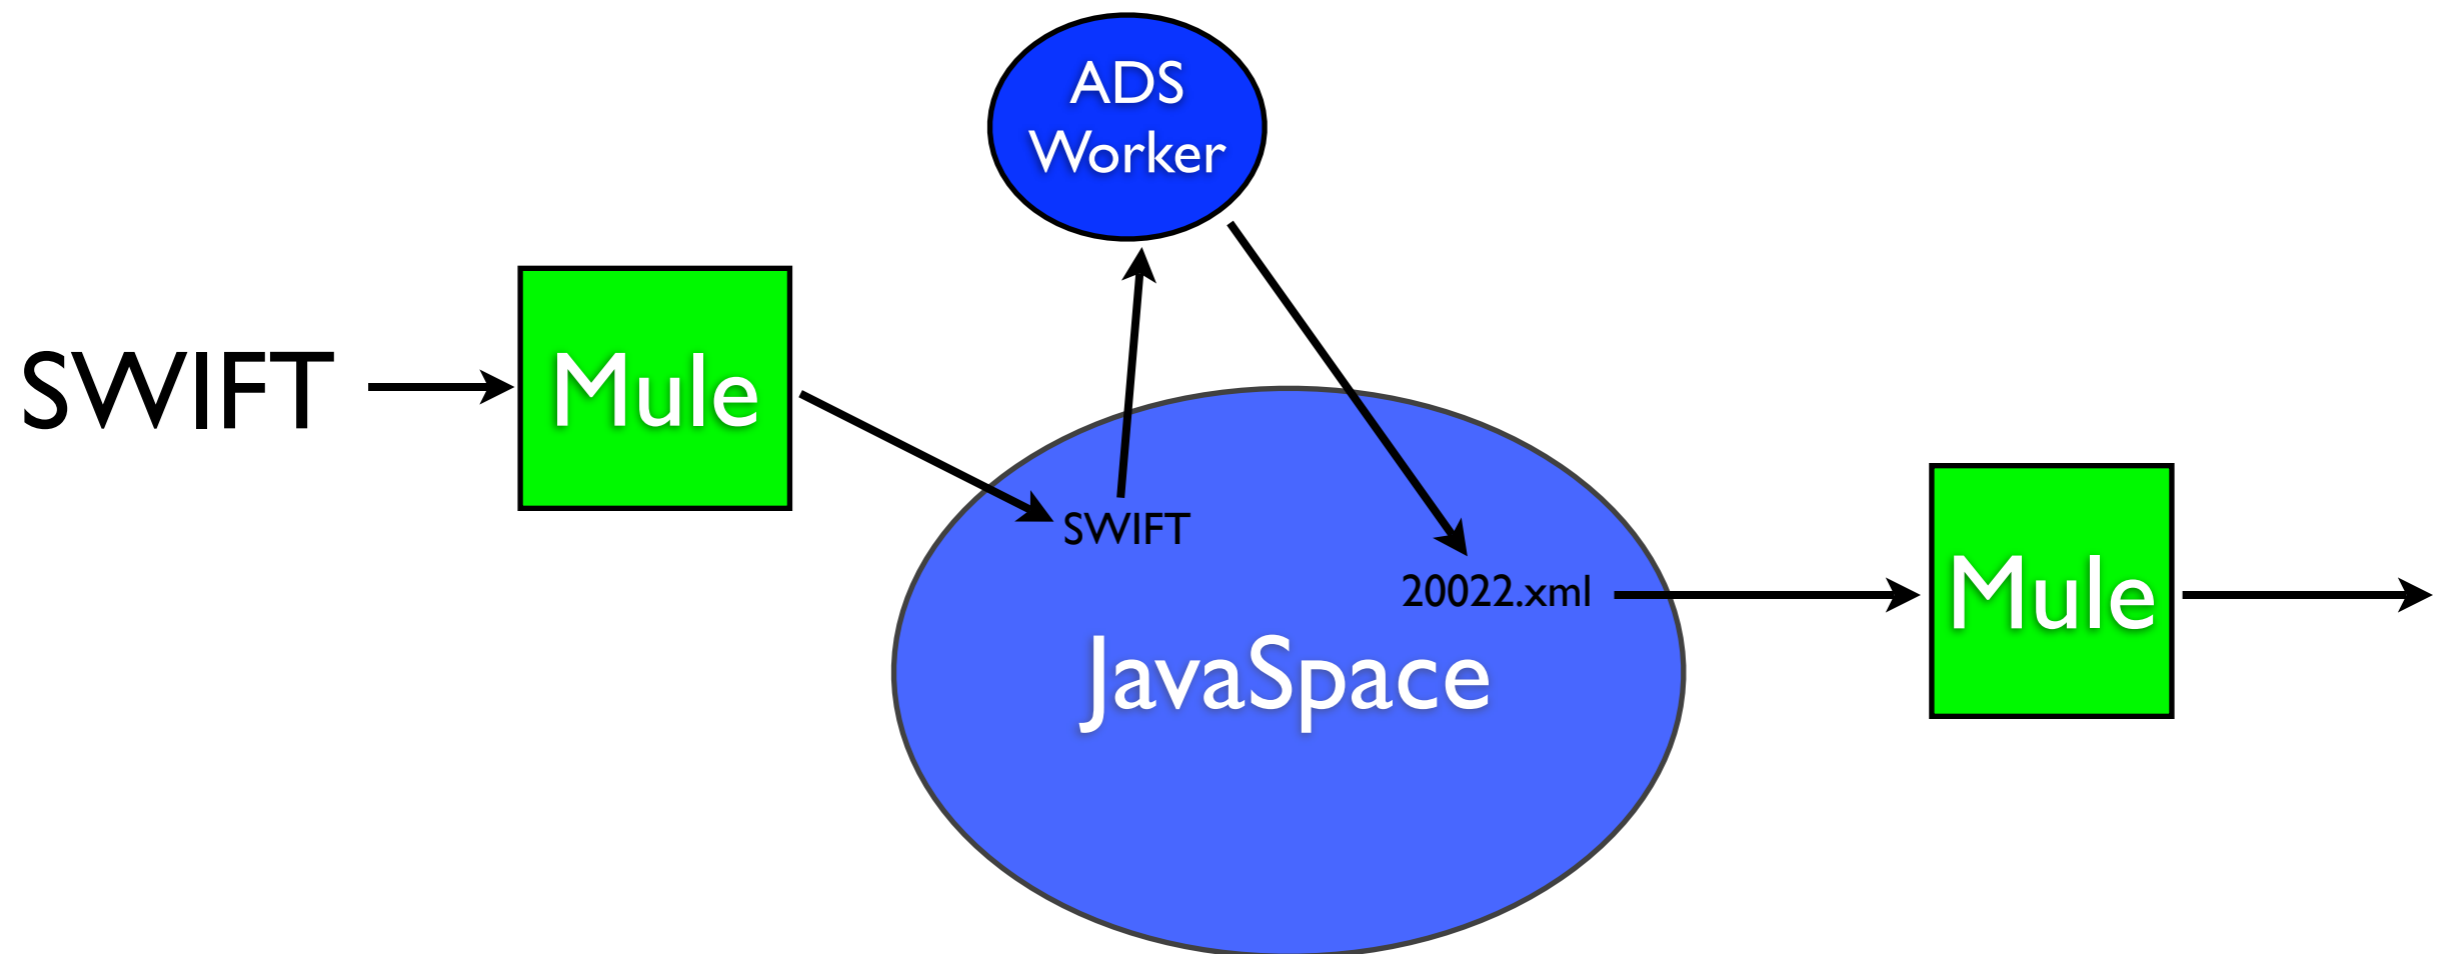 ADS
Worker
SWIFT
Mule
SWIFT
20022.xml
Mule
JavaSpace